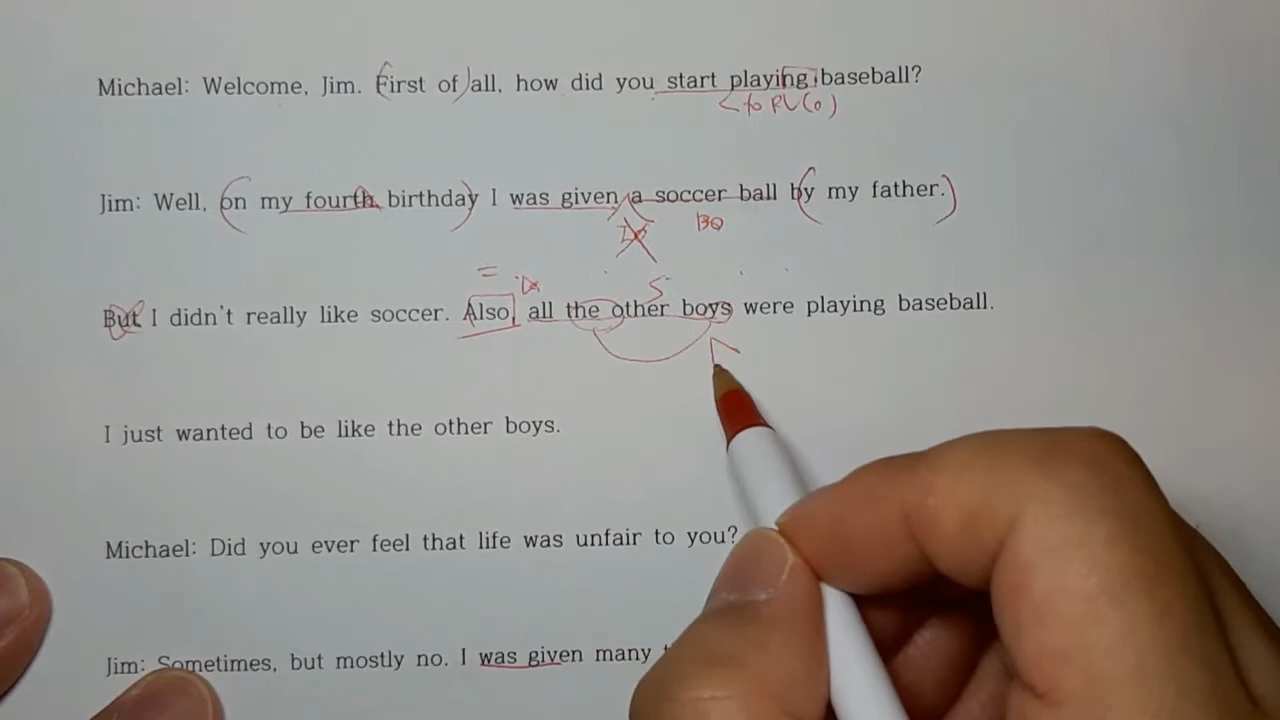 Michael: Welcome, Jim. First of all, how did you start playing baseball?
< to R V (o)
Jim: Well, on my fourth birthday I was given a soccer ball by my father.
But I didn't really like soccer. Also, all the other boys were playing baseball.
I just wanted to be like the other boys.
Michael: Did you ever feel that life was unfair to you?
Jim: Sometimes, but mostly no. I was given many